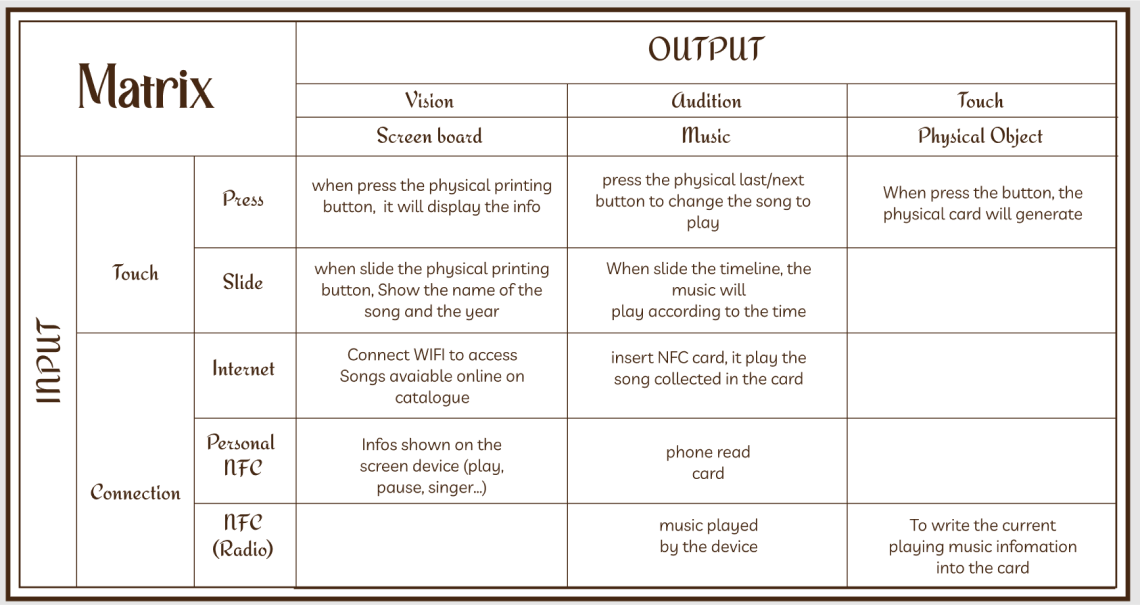 Matrix
OUTPUT
Vision
Audition
Touch
Screen board
Music
Physical Object
INPUT
Touch
Press
when press the physical printing
button, it will display the info
press the physical last/next
button to change the song to
play
When press the button, the
physical card will generate
Slide
when slide the physical printing
button, Show the name of the
song and the year
When slide the timeline, the
music will
play according to the time
Connection
Internet
Connect WIFI to access
Songs avaiable online on
catalogue
insert NFC card, it play the
song collected in the card
Personal
NFC
Infos shown on the
screen device (play,
pause, singer...)
phone read
card
NFC
(Radio)
music played
by the device
To write the current
playing music infomation
into the card